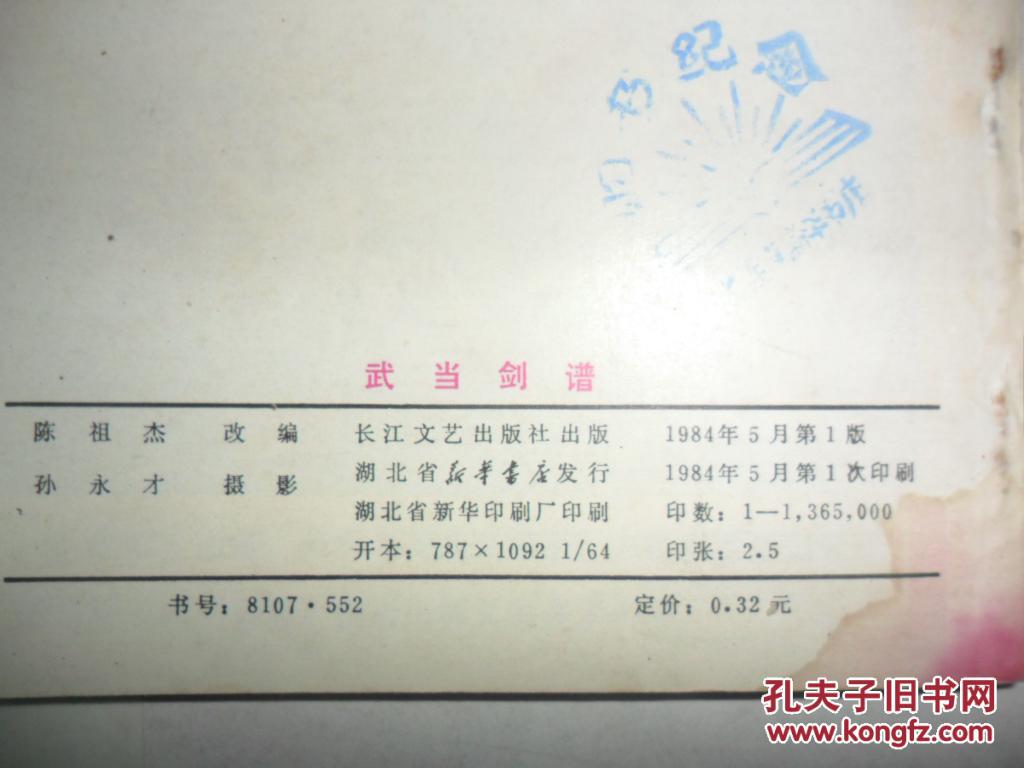 纪
武当剑谱
陈祖杰 改编 长江文艺出版社出版 1984年5月第1版
孙永才 摄影 湖北省新华书店发行 1984年5月第1次印刷
湖北省新华印刷厂印刷 印数：1—1,365,000
开本：787×1092 1/64 印张：2.5
书号：8107·552 定价：0.32元
孔夫子旧书网
www.kongfz.com